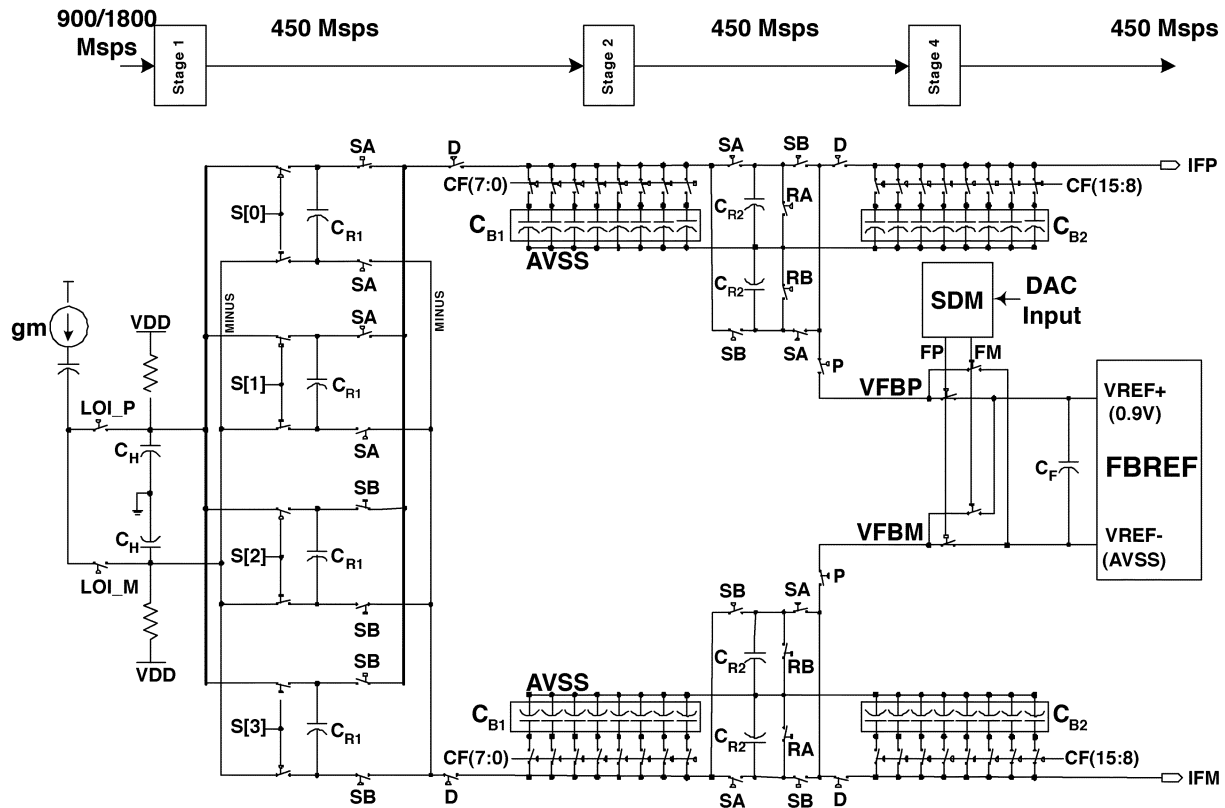 900/1800
Msps
Stage 1
450 Msps
Stage 2
450 Msps
Stage 4
450 Msps
SA
D
SA
SB
D
IFP
CF(7:0)
CF(15:8)
S[0]
CR1
CR2
RA
CB1
CB2
AVSS
SA
CR2
RB
SDM
DAC
Input
MINUS
MINUS
gm
VDD
SA
SB
SA
FP
FM
P
S[1]
CR1
VFBP
VREF+
(0.9V)
LOI_P
SA
CH
CF
FBREF
SB
CH
VFBM
VREF-
(AVSS)
S[2]
CR1
LOI_M
P
SB
SB
SA
VDD
SB
CR2
RB
AVSS
CB1
CB2
S[3]
CR1
CR2
RA
CF(7:0)
CF(15:8)
SB
D
SA
SB
D
IFM